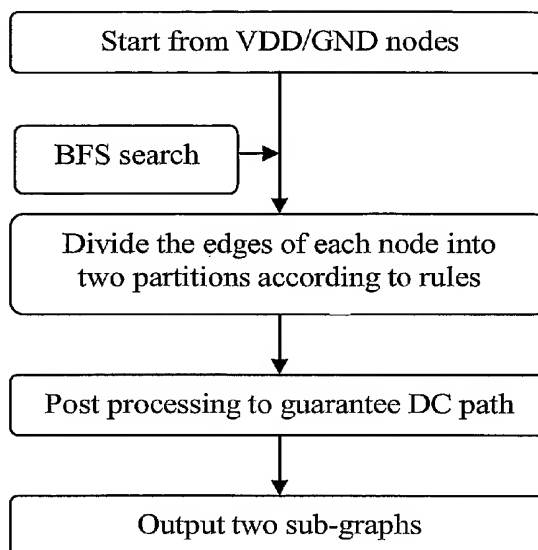 Start from VDD/GND nodes
BFS search
Divide the edges of each node into
two partitions according to rules
Post processing to guarantee DC path
Output two sub-graphs